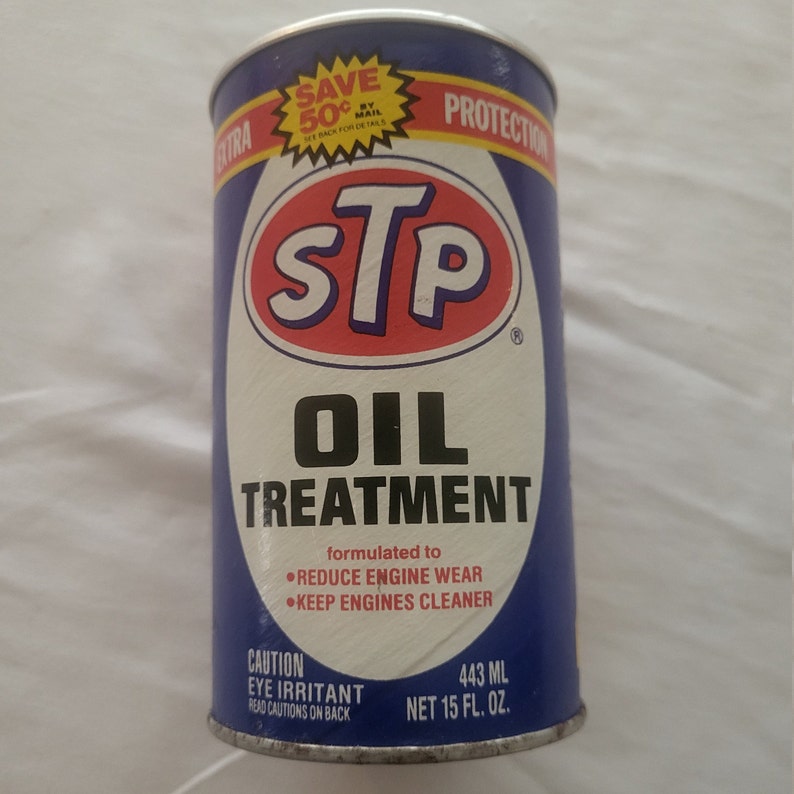 SAVE
50¢ BY MAIL
SEE BACK FOR DETAILS
EXTRA PROTECTION
STP
®
OIL
TREATMENT
formulated to
•REDUCE ENGINE WEAR
•KEEP ENGINES CLEANER
CAUTION
EYE IRRITANT
READ CAUTIONS ON BACK
443 ML
NET 15 FL. OZ.